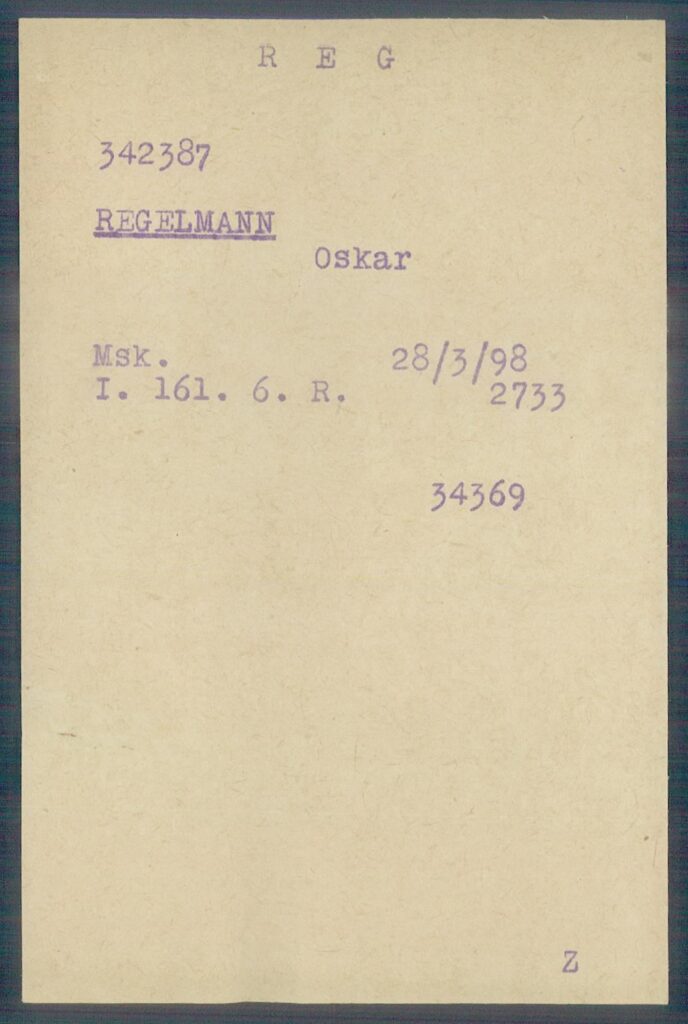 R E G
342387
REGELMANN
Oskar
Msk. 28/3/98
I. 161. 6. R. 2733
34369
Z